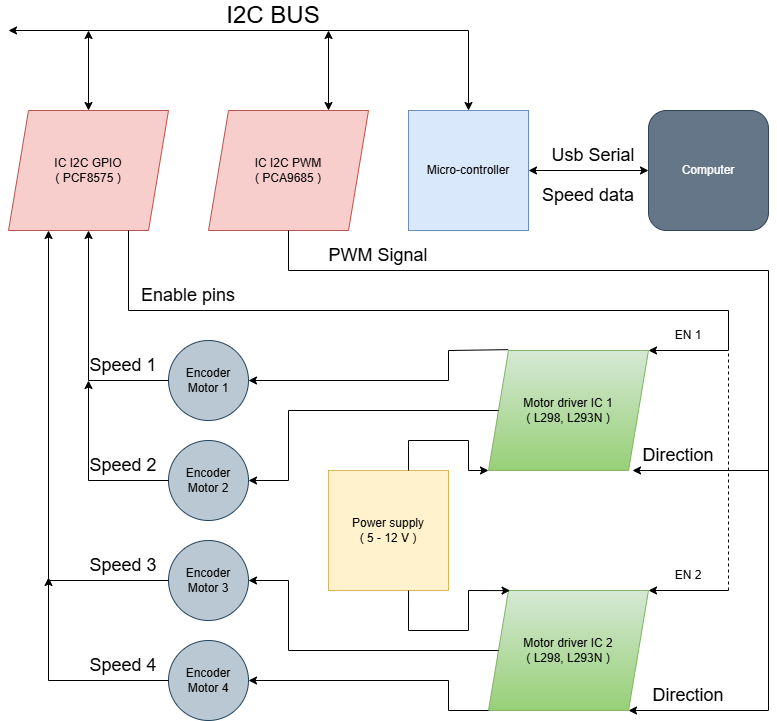 I2C BUS
IC I2C GPIO
( PCF8575 )
IC I2C PWM
( PCA9685 )
Micro-controller
Usb Serial
Speed data
Computer
PWM Signal
Enable pins
EN 1
Speed 1
Encoder
Motor 1
Motor driver IC 1
( L298, L293N )
Direction
Speed 2
Encoder
Motor 2
Power supply
( 5 - 12 V )
Speed 3
Encoder
Motor 3
EN 2
Motor driver IC 2
( L298, L293N )
Speed 4
Encoder
Motor 4
Direction